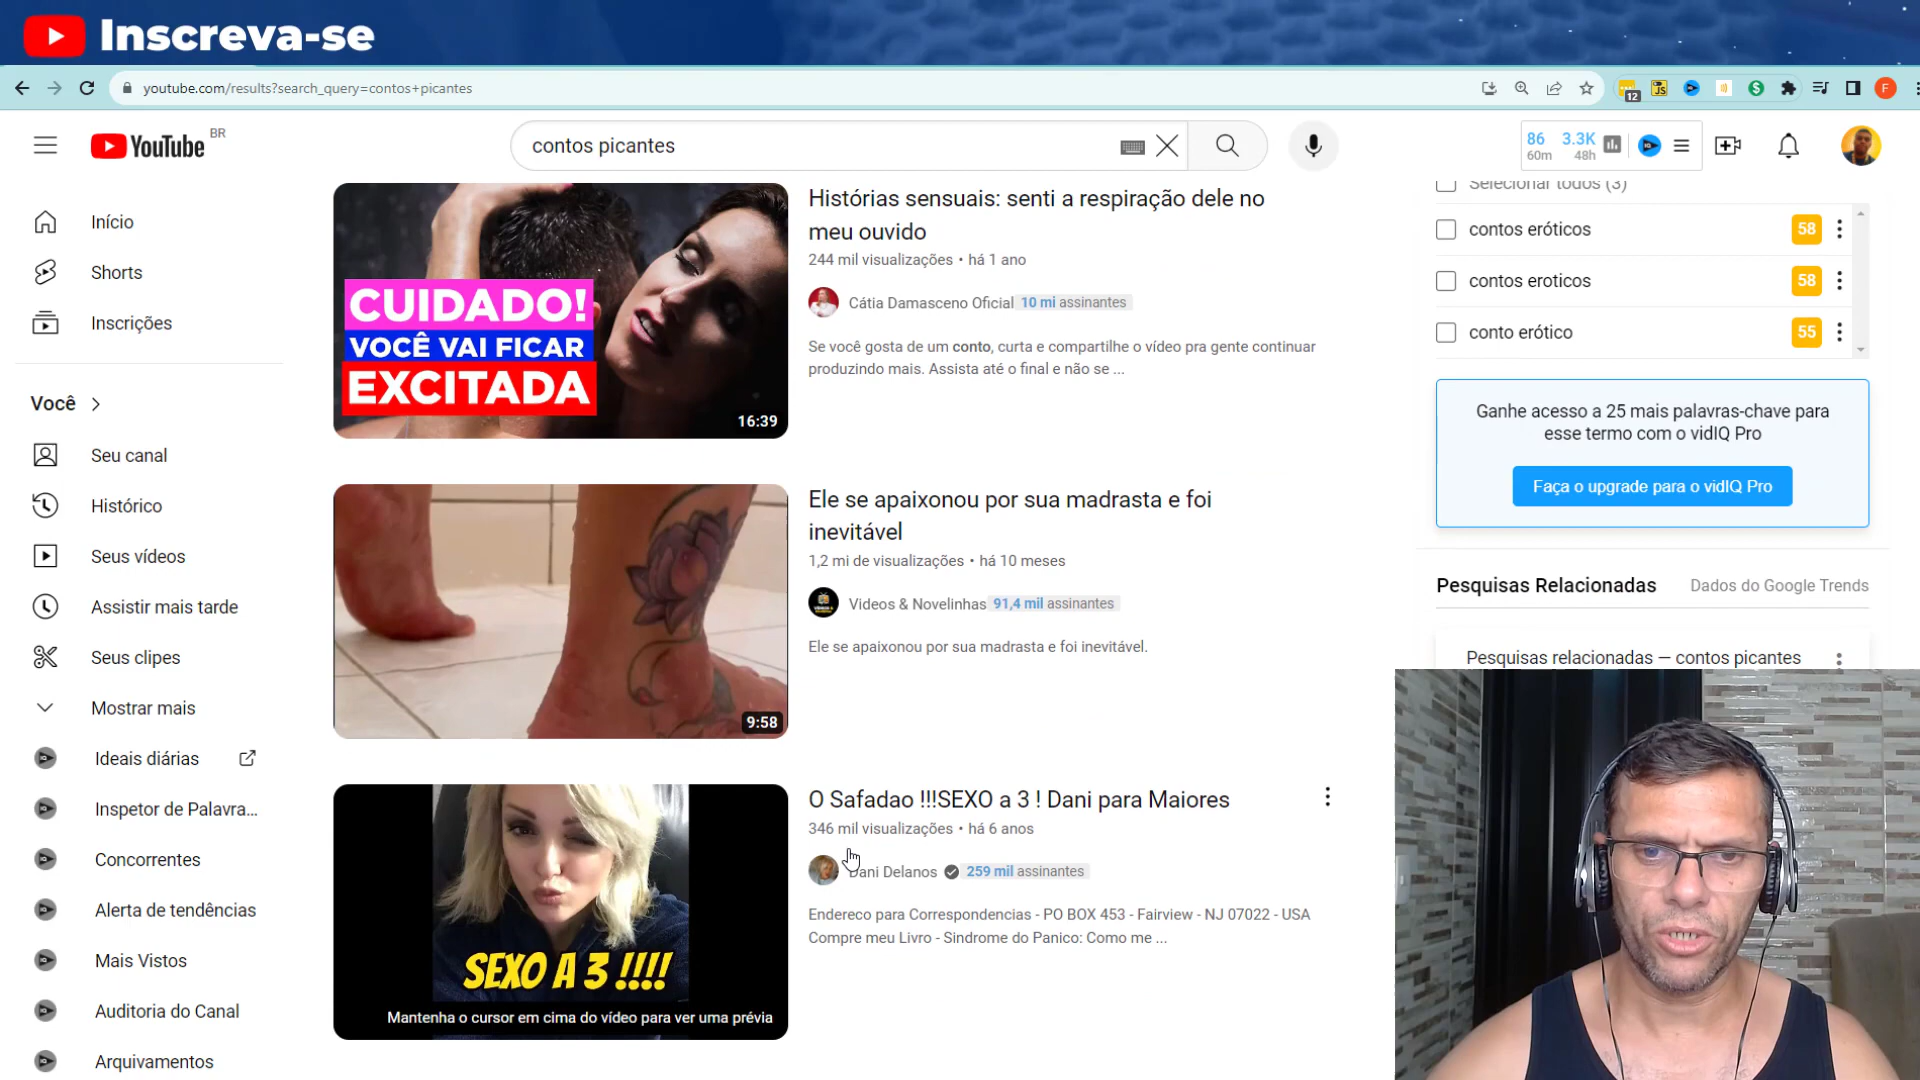 Inscreva-se
youtube.com/results?search_query=contos+picantes
12
JS
F
YouTube
BR
contos picantes
86
60m
3.3K
48h
Início
Shorts
Inscrições
Você
Seu canal
Histórico
Seus vídeos
Assistir mais tarde
Seus clipes
Mostrar mais
Ideais diárias
Inspetor de Palavra...
Concorrentes
Alerta de tendências
Mais Vistos
Auditoria do Canal
Arquivamentos
CUIDADO!
VOCÊ VAI FICAR
EXCITADA
16:39
Histórias sensuais: senti a respiração dele no
meu ouvido
244 mil visualizações • há 1 ano
Cátia Damasceno Oficial 10 mi assinantes
Se você gosta de um conto, curta e compartilhe o vídeo pra gente continuar
produzindo mais. Assista até o final e não se ...
9:58
Ele se apaixonou por sua madrasta e foi
inevitável
1,2 mi de visualizações • há 10 meses
Videos & Novelinhas 91,4 mil assinantes
Ele se apaixonou por sua madrasta e foi inevitável.
SEXO A 3 !!!!
Mantenha o cursor em cima do vídeo para ver uma prévia
O Safadao !!!SEXO a 3 ! Dani para Maiores
346 mil visualizações • há 6 anos
Dani Delanos 259 mil assinantes
Endereco para Correspondencias - PO BOX 453 - Fairview - NJ 07022 - USA
Compre meu Livro - Sindrome do Panico: Como me ...
Selecionar todos (3)
contos eróticos 58
contos eroticos 58
conto erótico 55
Ganhe acesso a 25 mais palavras-chave para
esse termo com o vidIQ Pro
Faça o upgrade para o vidIQ Pro
Pesquisas Relacionadas Dados do Google Trends
Pesquisas relacionadas — contos picantes